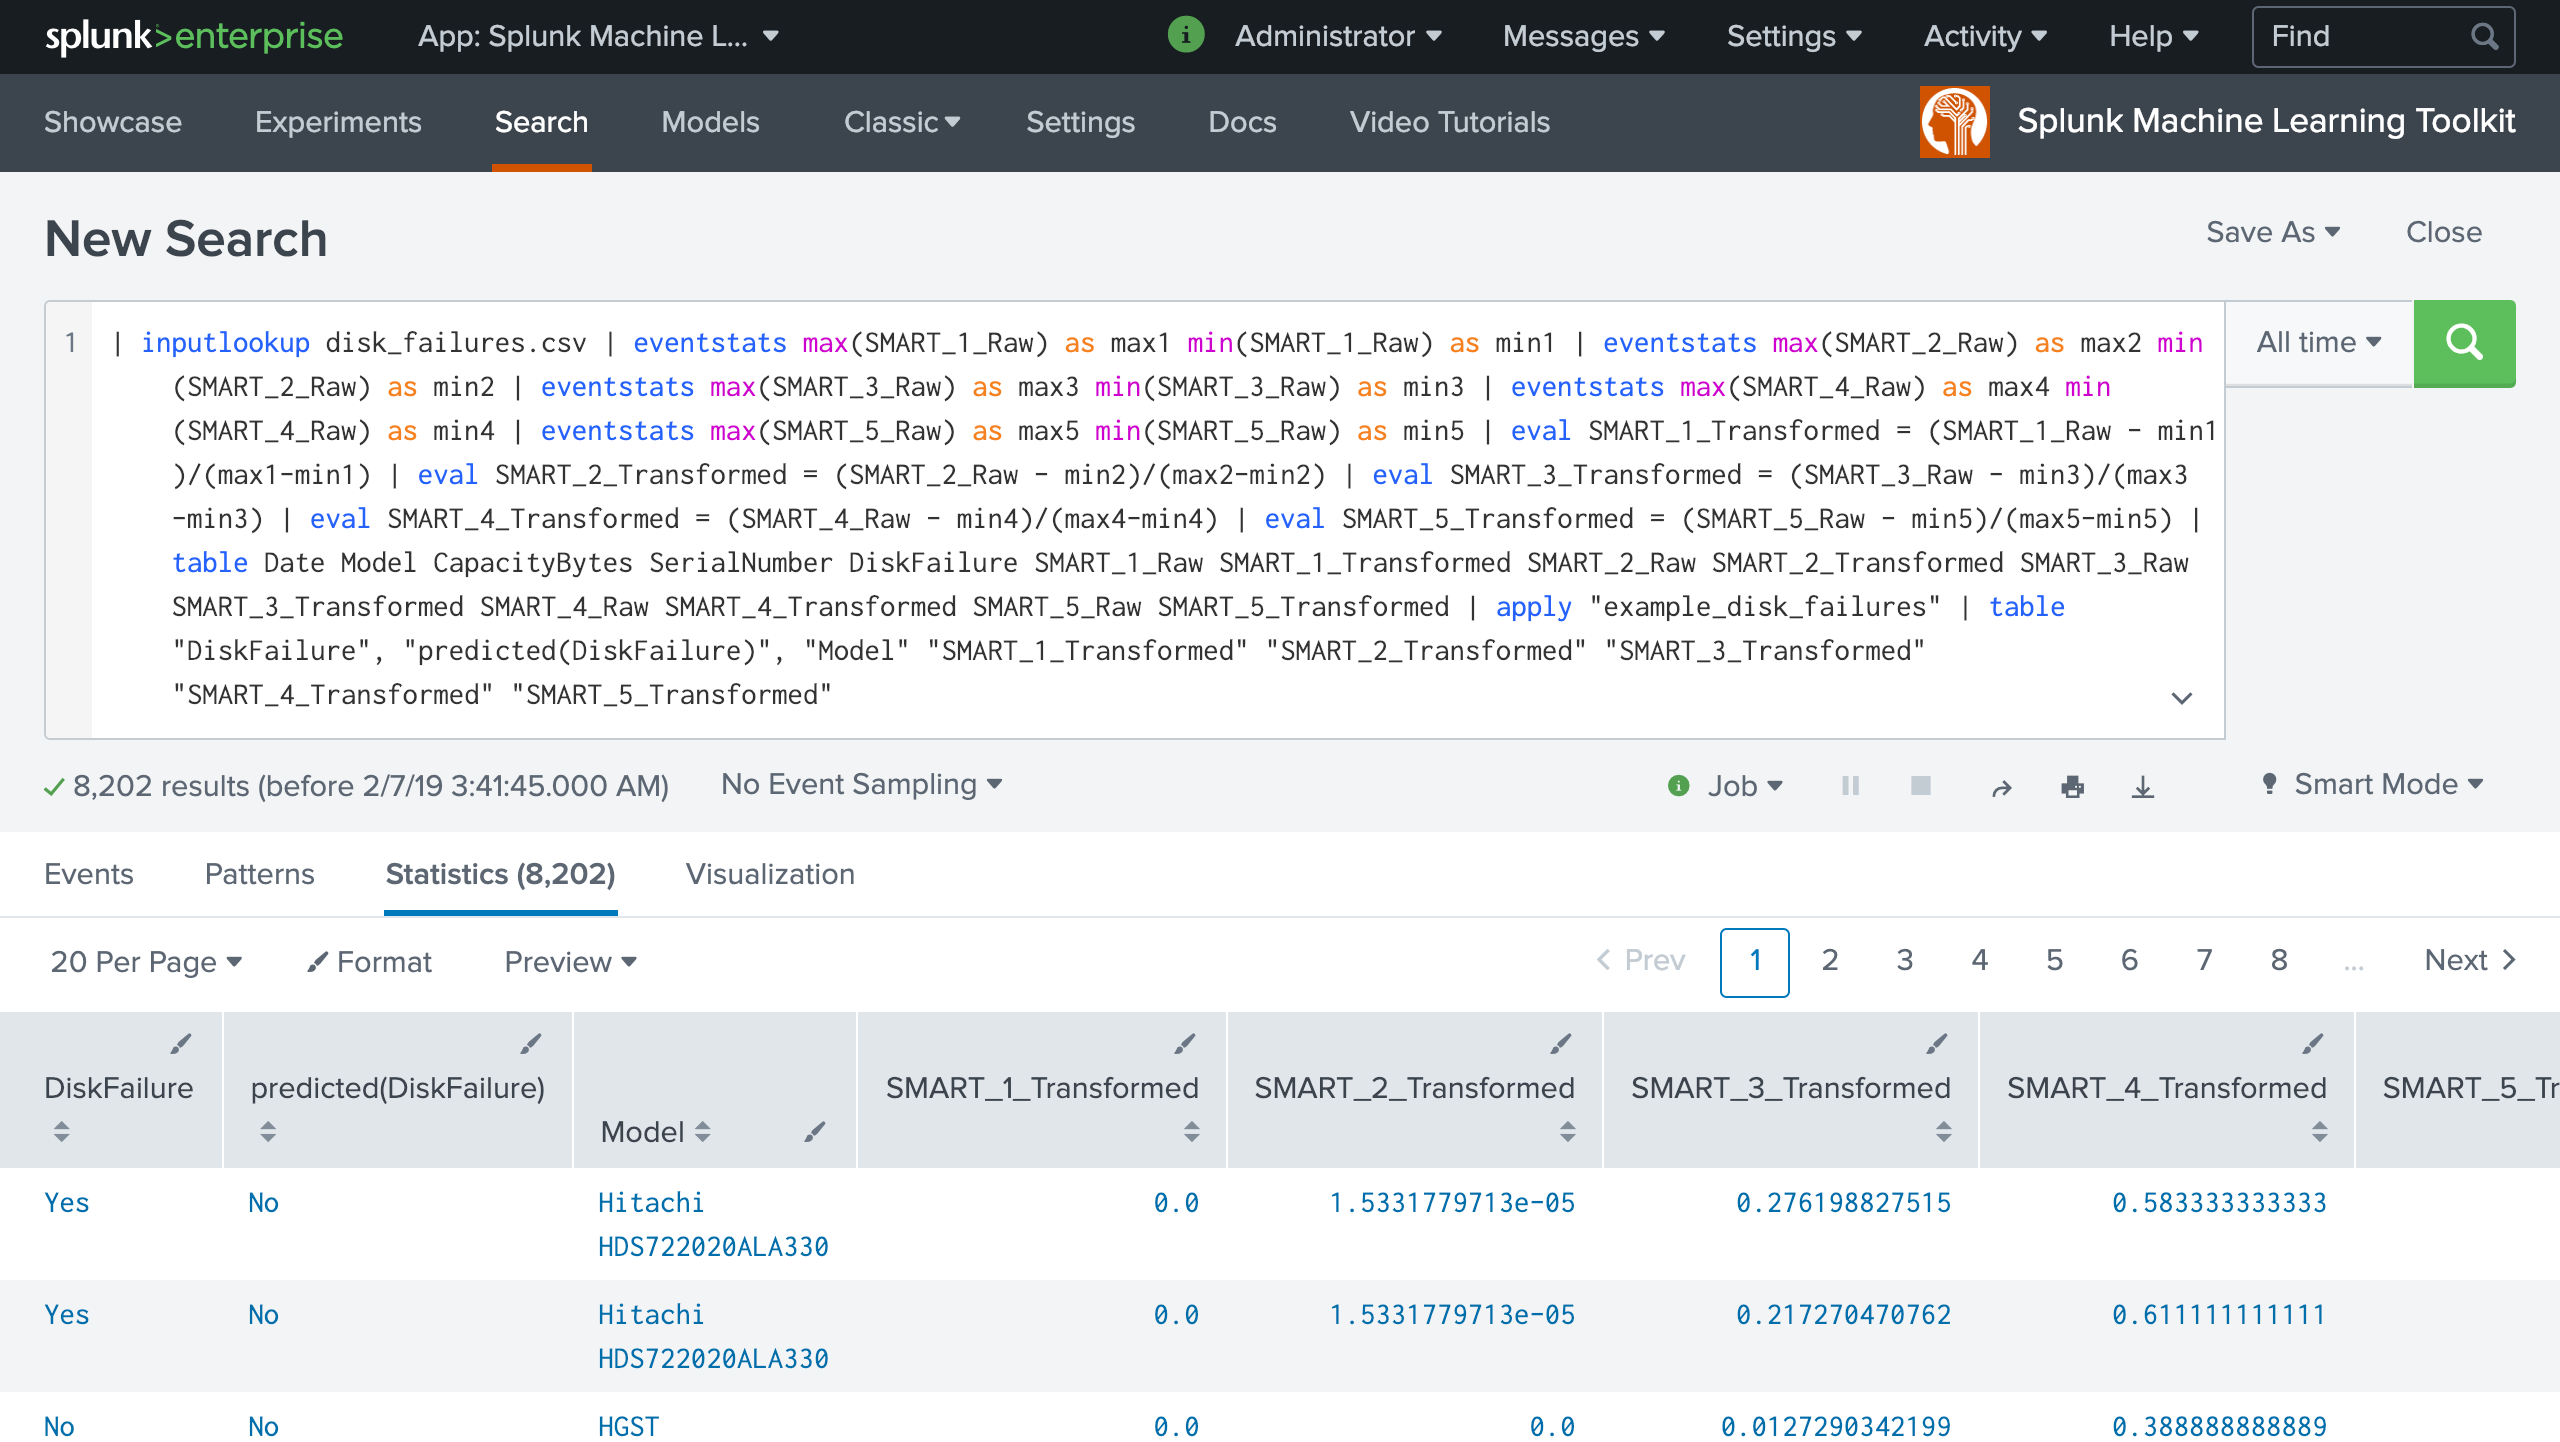 splunk>enterprise App: Splunk Machine L... Administrator Messages Settings Activity Help Find
Showcase Experiments Search Models Classic Settings Docs Video Tutorials Splunk Machine Learning Toolkit
New Search Save As Close
1 | inputlookup disk_failures.csv | eventstats max(SMART_1_Raw) as max1 min(SMART_1_Raw) as min1 | eventstats max(SMART_2_Raw) as max2 min All time
(SMART_2_Raw) as min2 | eventstats max(SMART_3_Raw) as max3 min(SMART_3_Raw) as min3 | eventstats max(SMART_4_Raw) as max4 min
(SMART_4_Raw) as min4 | eventstats max(SMART_5_Raw) as max5 min(SMART_5_Raw) as min5 | eval SMART_1_Transformed = (SMART_1_Raw - min1
)/(max1-min1) | eval SMART_2_Transformed = (SMART_2_Raw - min2)/(max2-min2) | eval SMART_3_Transformed = (SMART_3_Raw - min3)/(max3
-min3) | eval SMART_4_Transformed = (SMART_4_Raw - min4)/(max4-min4) | eval SMART_5_Transformed = (SMART_5_Raw - min5)/(max5-min5) |
table Date Model CapacityBytes SerialNumber DiskFailure SMART_1_Raw SMART_1_Transformed SMART_2_Raw SMART_2_Transformed SMART_3_Raw
SMART_3_Transformed SMART_4_Raw SMART_4_Transformed SMART_5_Raw SMART_5_Transformed | apply "example_disk_failures" | table
"DiskFailure", "predicted(DiskFailure)", "Model" "SMART_1_Transformed" "SMART_2_Transformed" "SMART_3_Transformed"
"SMART_4_Transformed" "SMART_5_Transformed"
8,202 results (before 2/7/19 3:41:45.000 AM) No Event Sampling Job Smart Mode
Events Patterns Statistics (8,202) Visualization
20 Per Page Format Preview Prev 1 2 3 4 5 6 7 8 ... Next
DiskFailure predicted(DiskFailure) Model SMART_1_Transformed SMART_2_Transformed SMART_3_Transformed SMART_4_Transformed SMART_5_Tr
Yes No Hitachi 0.0 1.5331779713e-05 0.276198827515 0.583333333333
HDS722020ALA330
Yes No Hitachi 0.0 1.5331779713e-05 0.217270470762 0.611111111111
HDS722020ALA330
No No HGST 0.0 0.0 0.0127290342199 0.388888888889